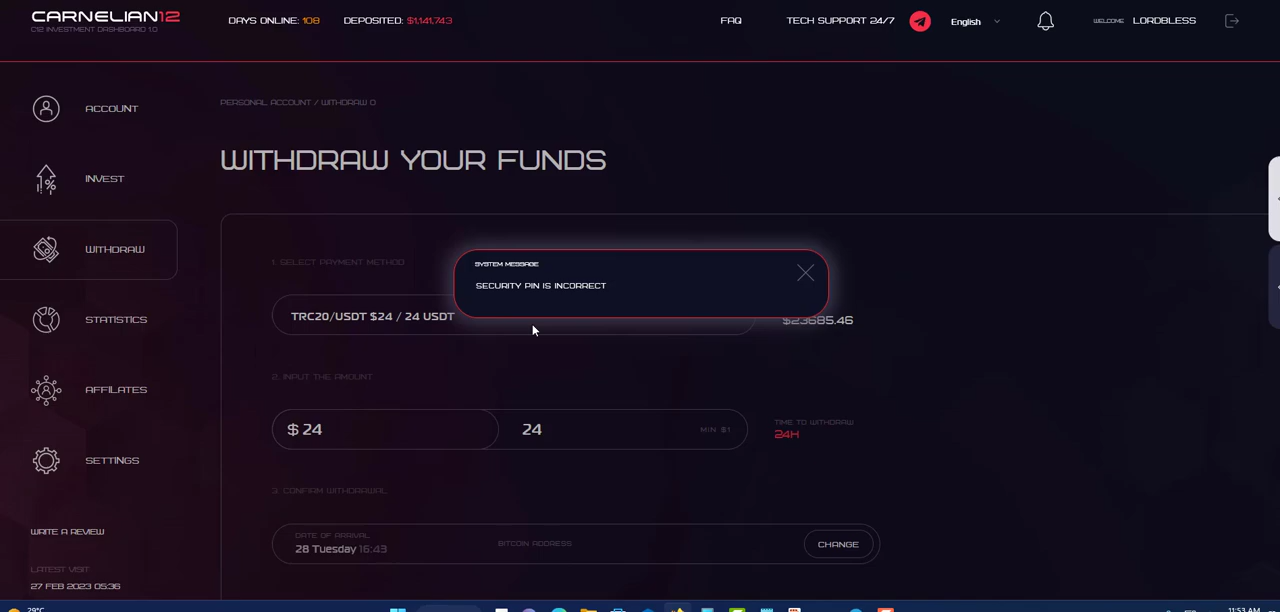 CARNELIAN12
C12 INVESTMENT DASHBOARD 1.0
DAYS ONLINE: 108
DEPOSITED: $1,141,743
FAQ
TECH SUPPORT 24/7
English
WELCOME LORDBLESS
ACCOUNT
INVEST
WITHDRAW
STATISTICS
AFFILIATES
SETTINGS
WRITE A REVIEW
LATEST VISIT
27 FEB 2023 05:36
PERSONAL ACCOUNT / WITHDRAW 0
WITHDRAW YOUR FUNDS
1. SELECT PAYMENT METHOD
SYSTEM MESSAGE
SECURITY PIN IS INCORRECT
TRC20/USDT $24 / 24 USDT
$23685.46
2. INPUT THE AMOUNT
$ 24
24
MIN $1
TIME TO WITHDRAW
24H
3. CONFIRM WITHDRAWAL
DATE OF ARRIVAL
28 Tuesday 16:43
BITCOIN ADDRESS
CHANGE
29°C
11:53 AM